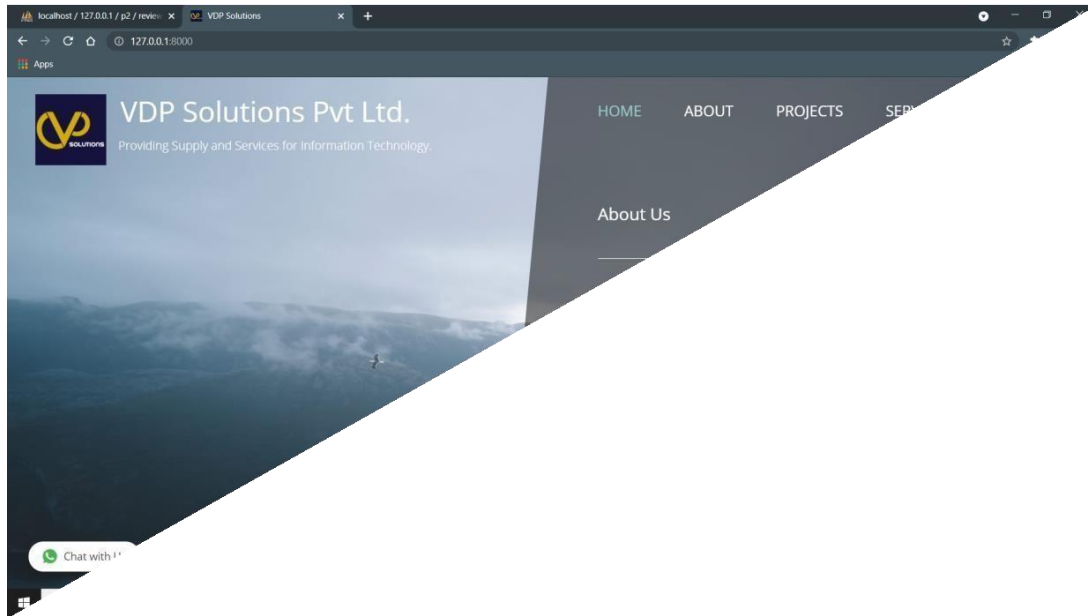 localhost / 127.0.0.1 / p2 / review
VDP Solutions
127.0.0.1:8000
Apps
VP
SOLUTIONS
VDP Solutions Pvt Ltd.
Providing Supply and Services for Information Technology.
HOME ABOUT PROJECTS
About Us
Chat with